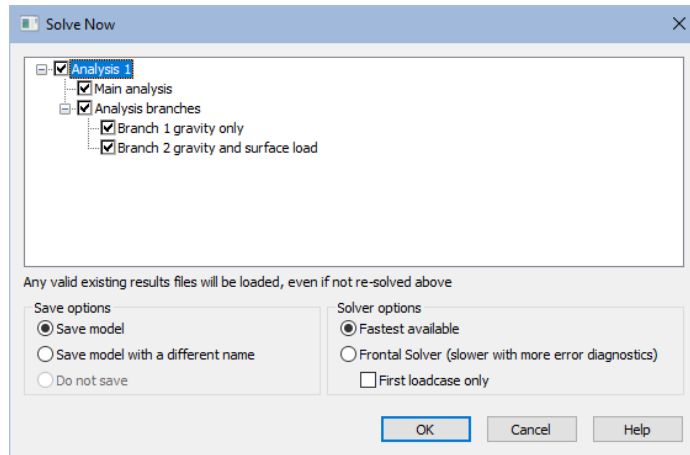 Solve Now
Analysis 1
Main analysis
Analysis branches
Branch 1 gravity only
Branch 2 gravity and surface load
Any valid existing results files will be loaded, even if not re-solved above
Save options
Save model
Save model with a different name
Do not save
Solver options
Fastest available
Frontal Solver (slower with more error diagnostics)
First loadcase only
OK Cancel Help